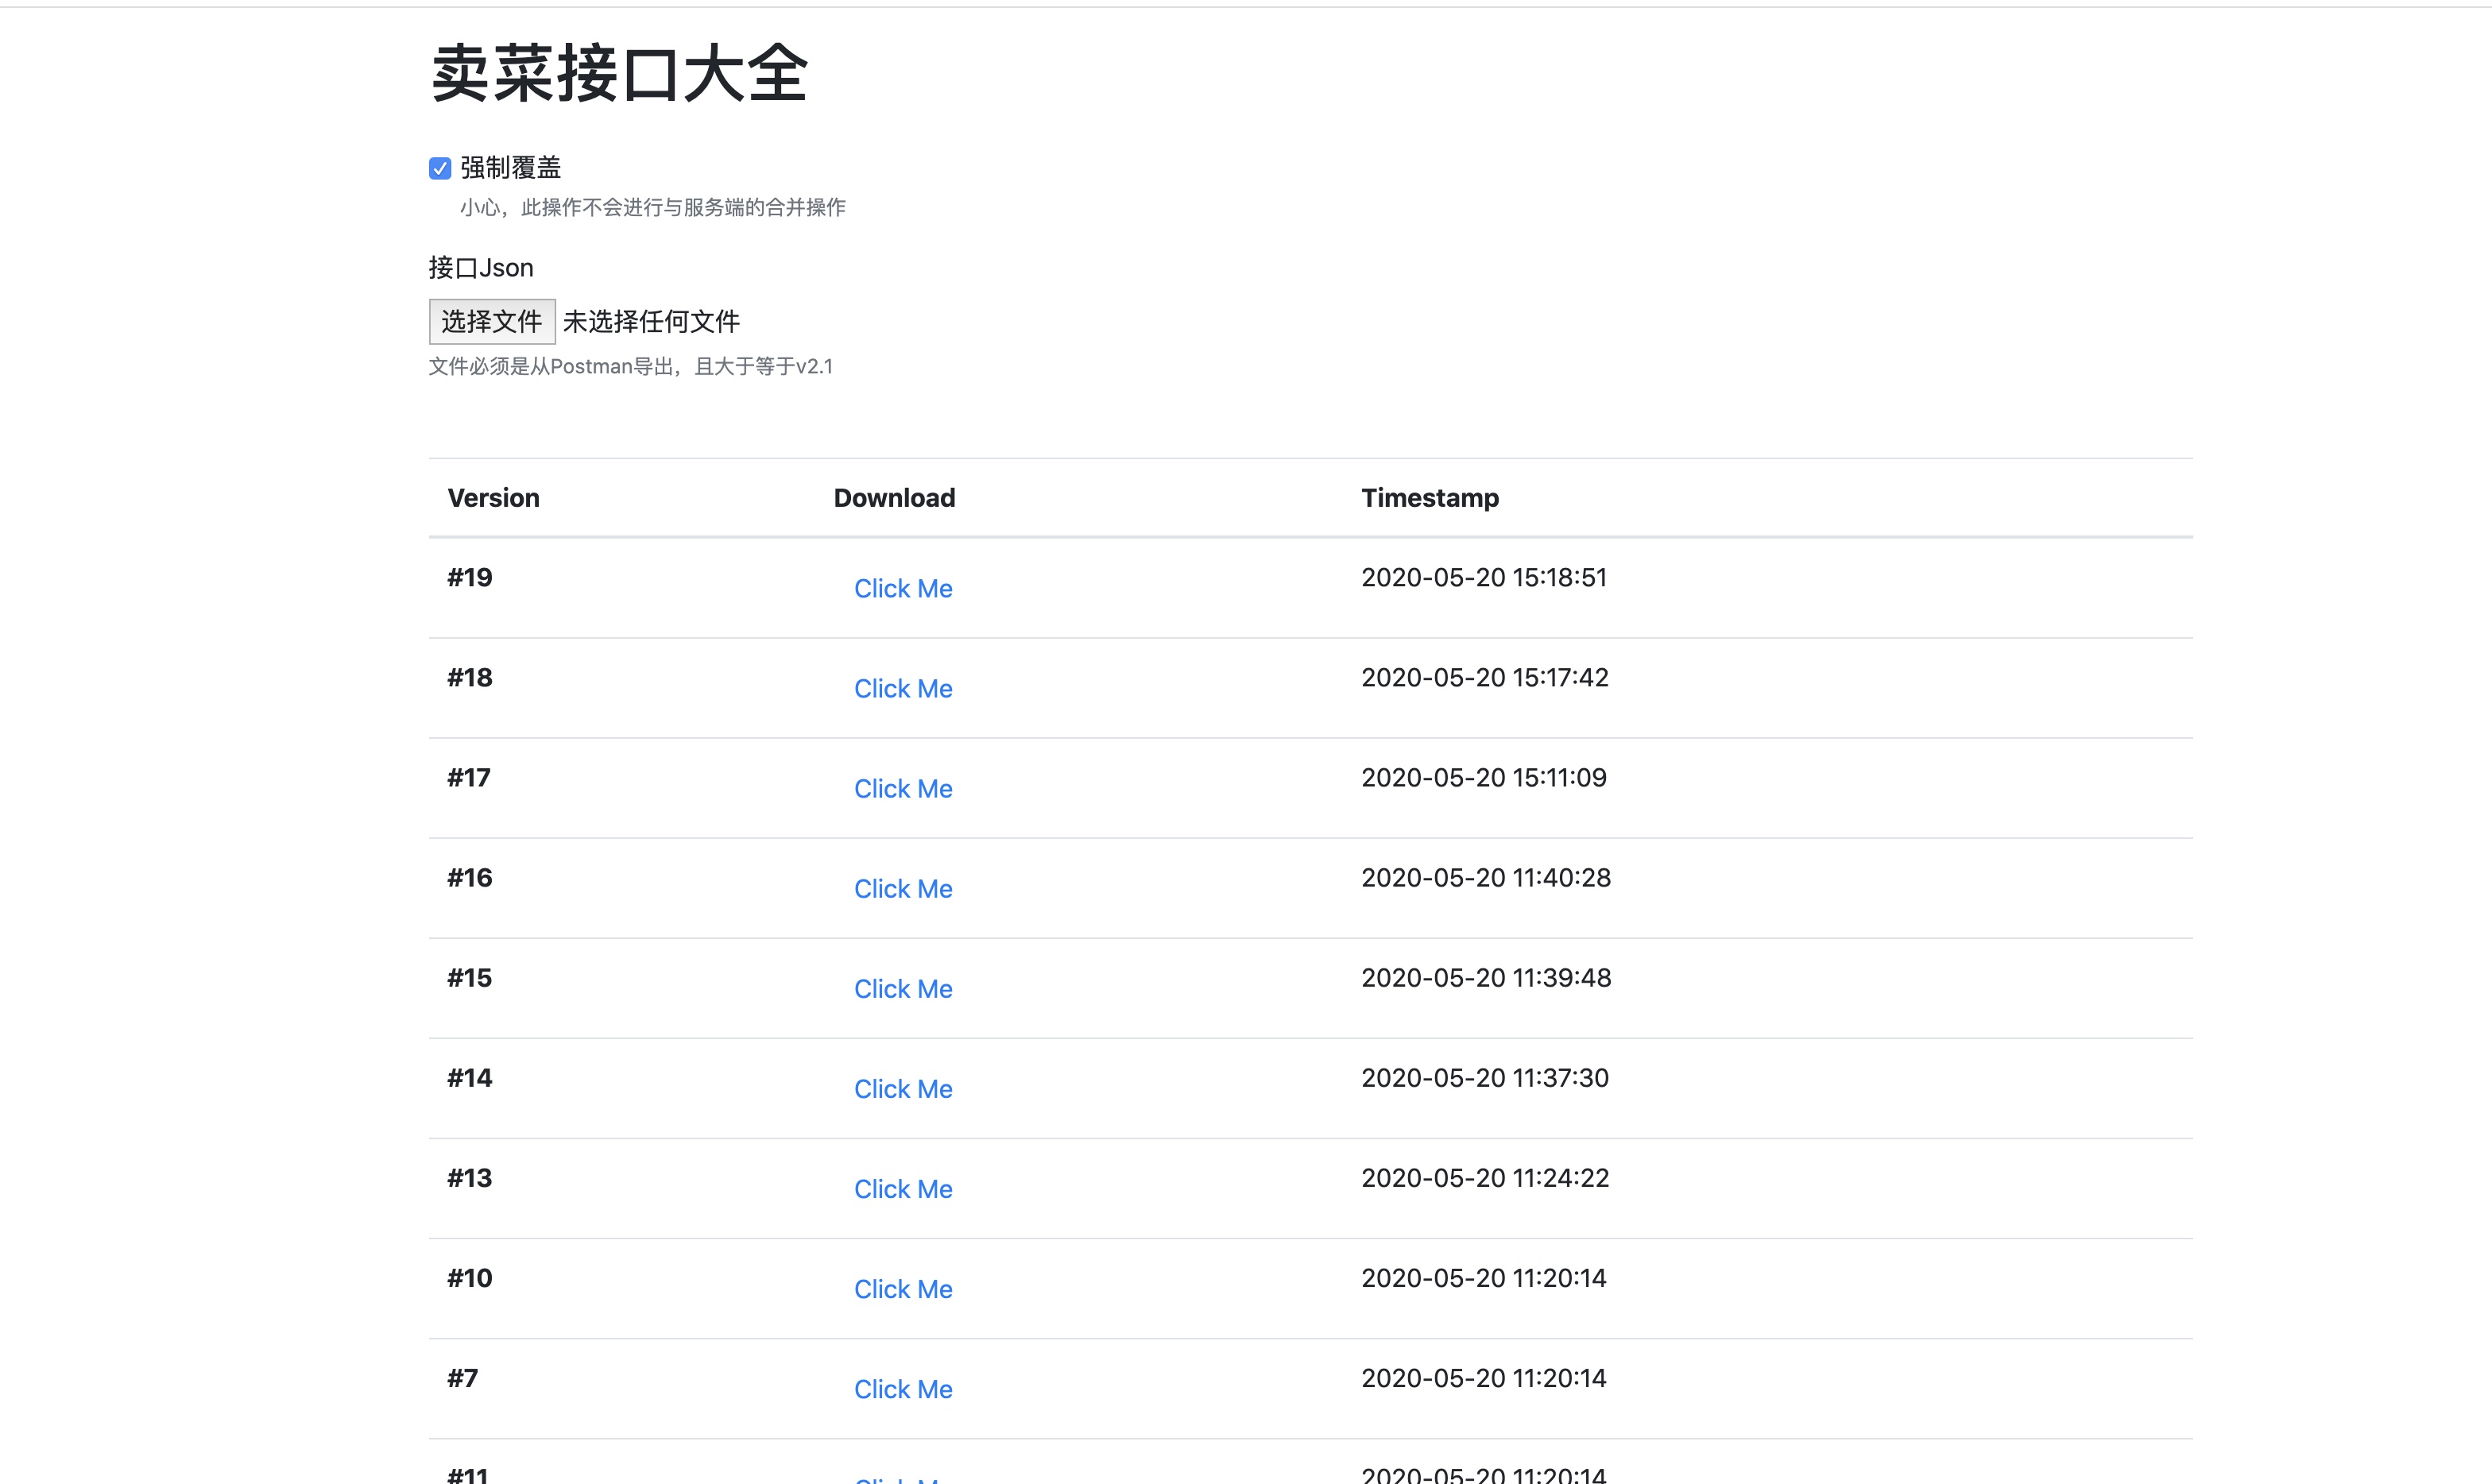 卖菜接口大全
强制覆盖
小心，此操作不会进行与服务端的合并操作
接口Json
选择文件 未选择任何文件
文件必须是从Postman导出，且大于等于v2.1
Version Download Timestamp
#19 Click Me 2020-05-20 15:18:51
#18 Click Me 2020-05-20 15:17:42
#17 Click Me 2020-05-20 15:11:09
#16 Click Me 2020-05-20 11:40:28
#15 Click Me 2020-05-20 11:39:48
#14 Click Me 2020-05-20 11:37:30
#13 Click Me 2020-05-20 11:24:22
#10 Click Me 2020-05-20 11:20:14
#7 Click Me 2020-05-20 11:20:14
#11 Click Me 2020-05-20 11:20:14